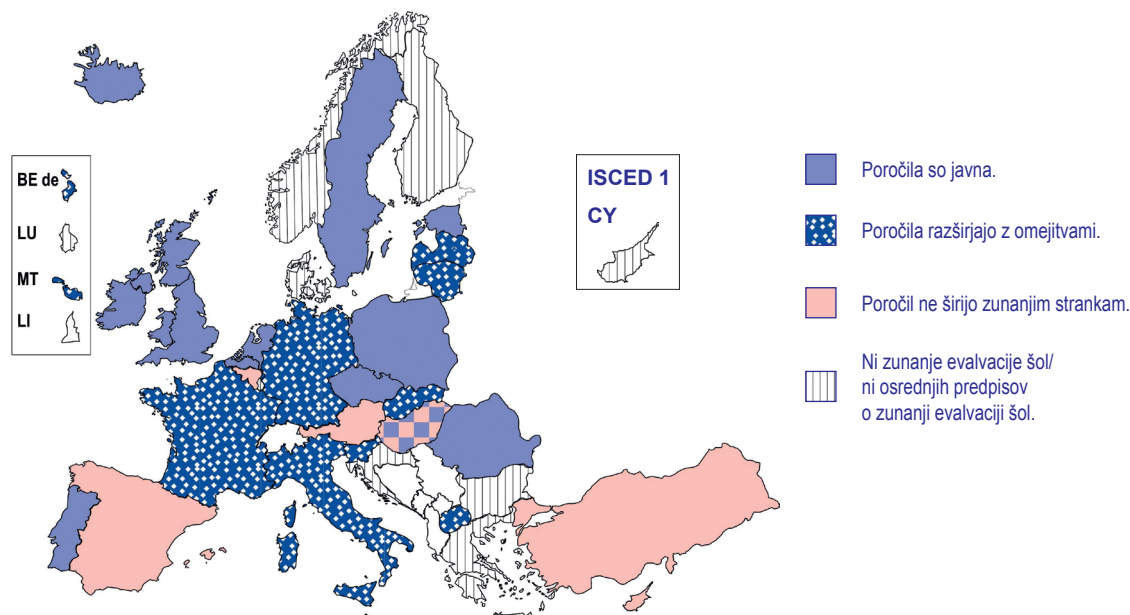 BE de
LU
MT
LI
ISCED 1
CY
Poročila so javna.
Poročila razširjajo z omejitvami.
Poročil ne širijo zunanjim strankam.
Ni zunanje evalvacije šol/
ni osrednjih predpisov
o zunanji evalvaciji šol.